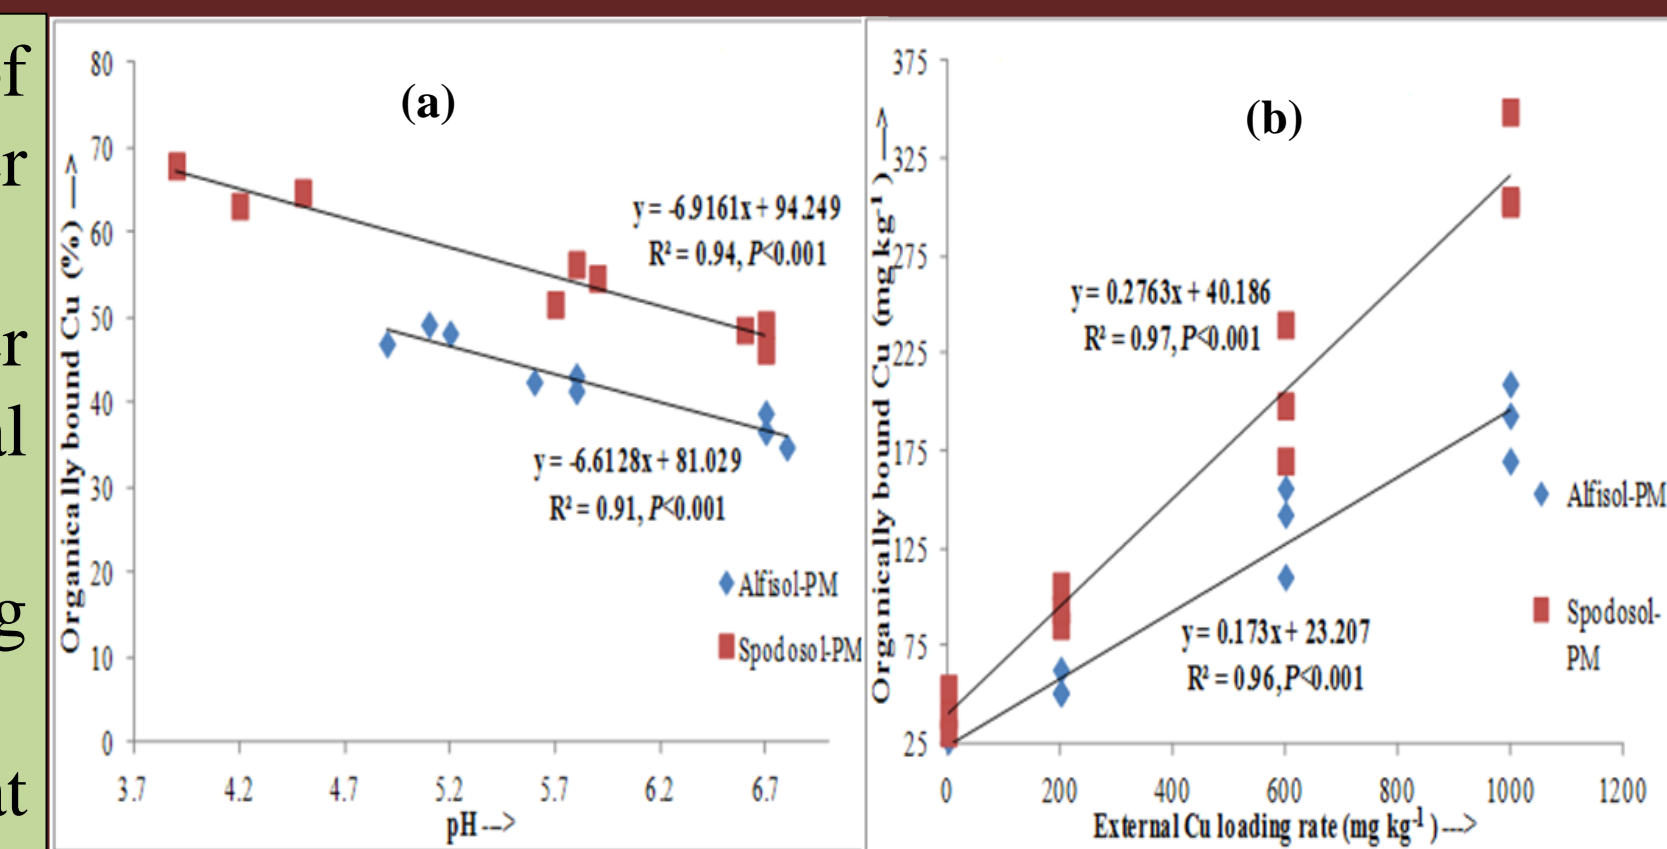 f
r
r
al
g
at
(a)
Organically bound Cu (%) --->
80
70
60
50
40
30
20
10
0
y = -6.9161x + 94.249
R² = 0.94, P<0.001
y = -6.6128x + 81.029
R² = 0.91, P<0.001
Alfisol-PM
Spodosol-PM
3.7 4.2 4.7 5.2 5.7 6.2 6.7
pH --->
(b)
Organically bound Cu (mg kg⁻¹) --->
375
325
275
225
175
125
75
25
y = 0.2763x + 40.186
R² = 0.97, P<0.001
y = 0.173x + 23.207
R² = 0.96, P<0.001
Alfisol-PM
Spodosol-
PM
0 200 400 600 800 1000 1200
External Cu loading rate (mg kg⁻¹) --->